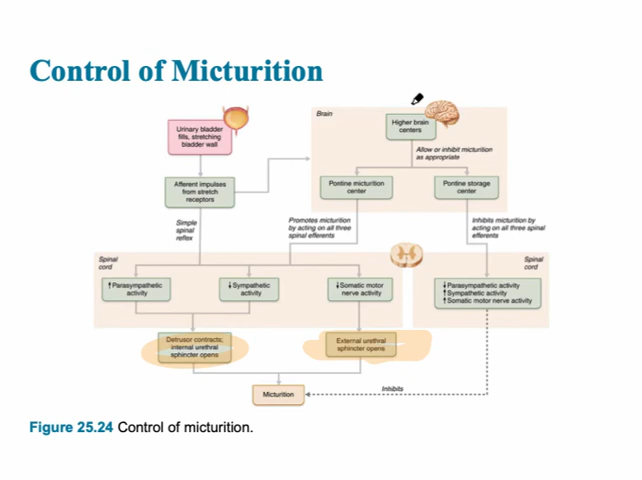 Control of Micturition
Brain
Urinary bladder
fills, stretching
bladder wall
Higher brain
centers
Allow or inhibit micturition
as appropriate
Afferent impulses
from stretch
receptors
Pontine micturition
center
Pontine storage
center
Simple
spinal
reflex
Promotes micturition
by acting on all three
spinal efferents
Inhibits micturition by
acting on all three spinal
efferents
Spinal
cord
Spinal
cord
↑Parasympathetic
activity
↓Sympathetic
activity
↓Somatic motor
nerve activity
↓Parasympathetic activity
↑Sympathetic activity
↑Somatic motor nerve activity
Detrusor contracts;
internal urethral
sphincter opens
External urethral
sphincter opens
Micturition
Inhibits
Figure 25.24 Control of micturition.